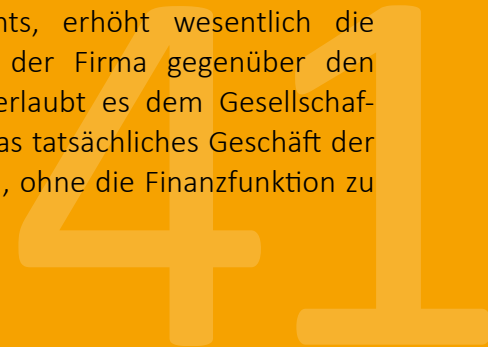 nts, erhöht wesentlich die
der Firma gegenüber den
erlaubt es dem Gesellschaf-
as tatsächliches Geschäft der
, ohne die Finanzfunktion zu
41